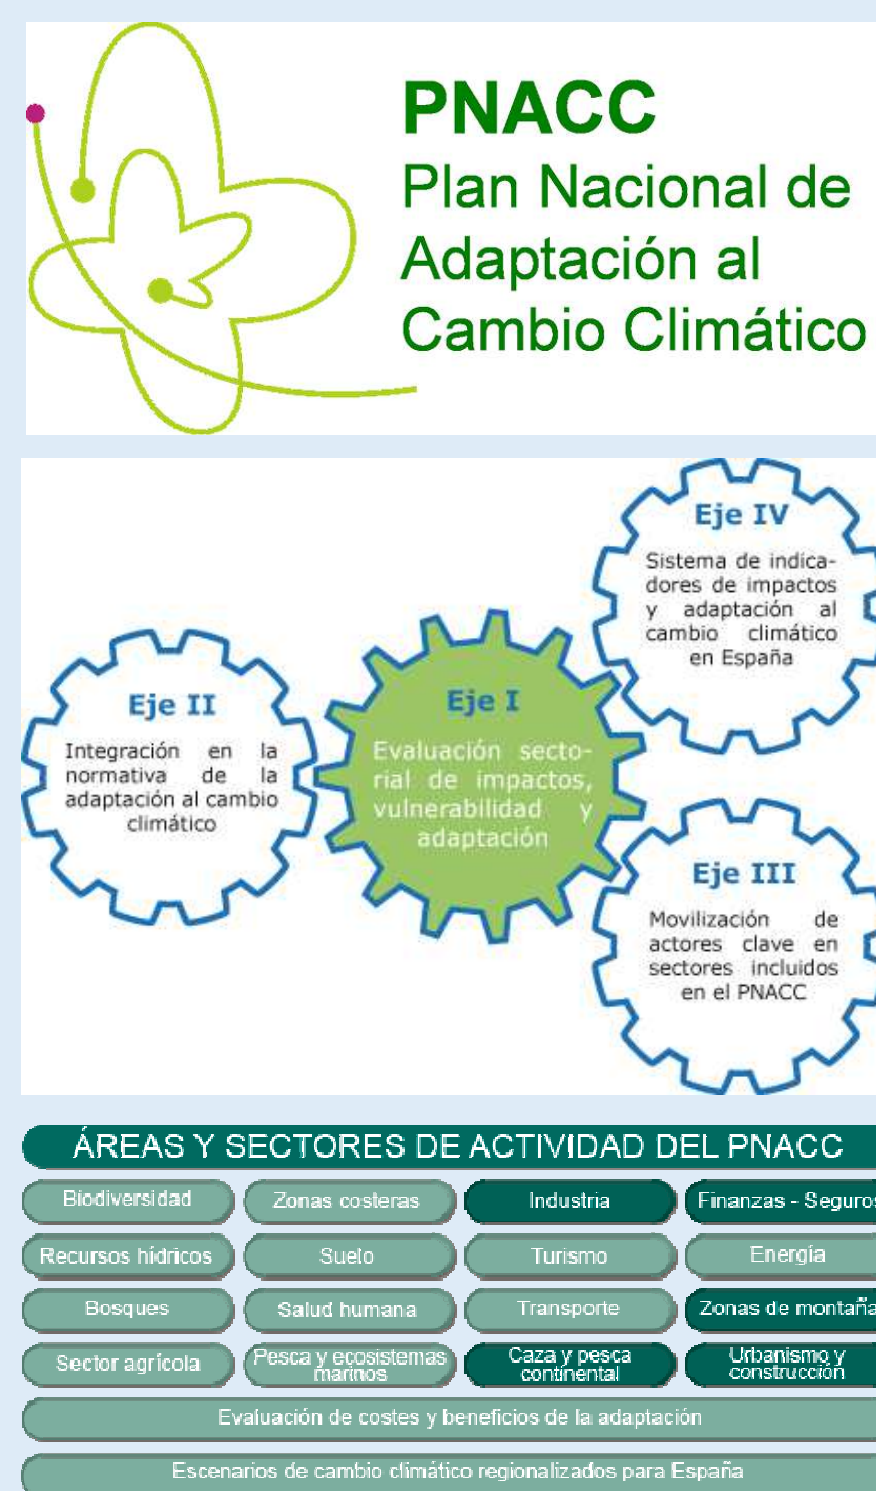 PNACC
Plan Nacional de
Adaptación al
Cambio Climático
Eje IV
Sistema de indica-
dores de impactos
y adaptación al
cambio climático
en España
Eje II
Integración en la
normativa de la
adaptación al cambio
climático
Eje I
Evaluación secto-
rial de impactos,
vulnerabilidad y
adaptación
Eje III
Movilización de
actores clave en
sectores incluidos
en el PNACC
ÁREAS Y SECTORES DE ACTIVIDAD DEL PNACC
Biodiversidad
Zonas costeras
Industria
Finanzas - Seguros
Recursos hídricos
Suelo
Turismo
Energía
Bosques
Salud humana
Transporte
Zonas de montaña
Sector agrícola
Pesca y ecosistemas
marinos
Caza y pesca
continental
Urbanismo y
construcción
Evaluación de costes y beneficios de la adaptación
Escenarios de cambio climático regionalizados para España